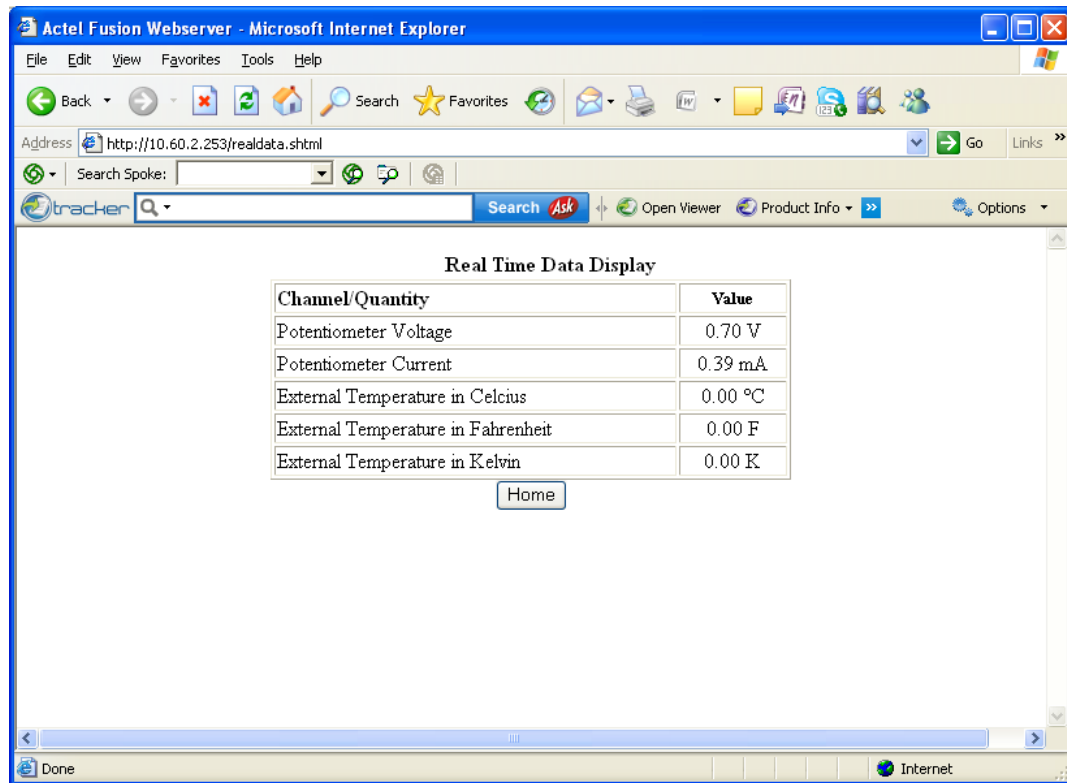 Actel Fusion Webserver - Microsoft Internet Explorer
File Edit View Favorites Tools Help
Back Search Favorites
Address http://10.60.2.253/realdata.shtml Go Links »
Search Spoke:
tracker Search Ask Open Viewer Product Info » Options
Real Time Data Display
Channel/Quantity Value
Potentiometer Voltage 0.70 V
Potentiometer Current 0.39 mA
External Temperature in Celcius 0.00 °C
External Temperature in Fahrenheit 0.00 F
External Temperature in Kelvin 0.00 K
Home
Done Internet